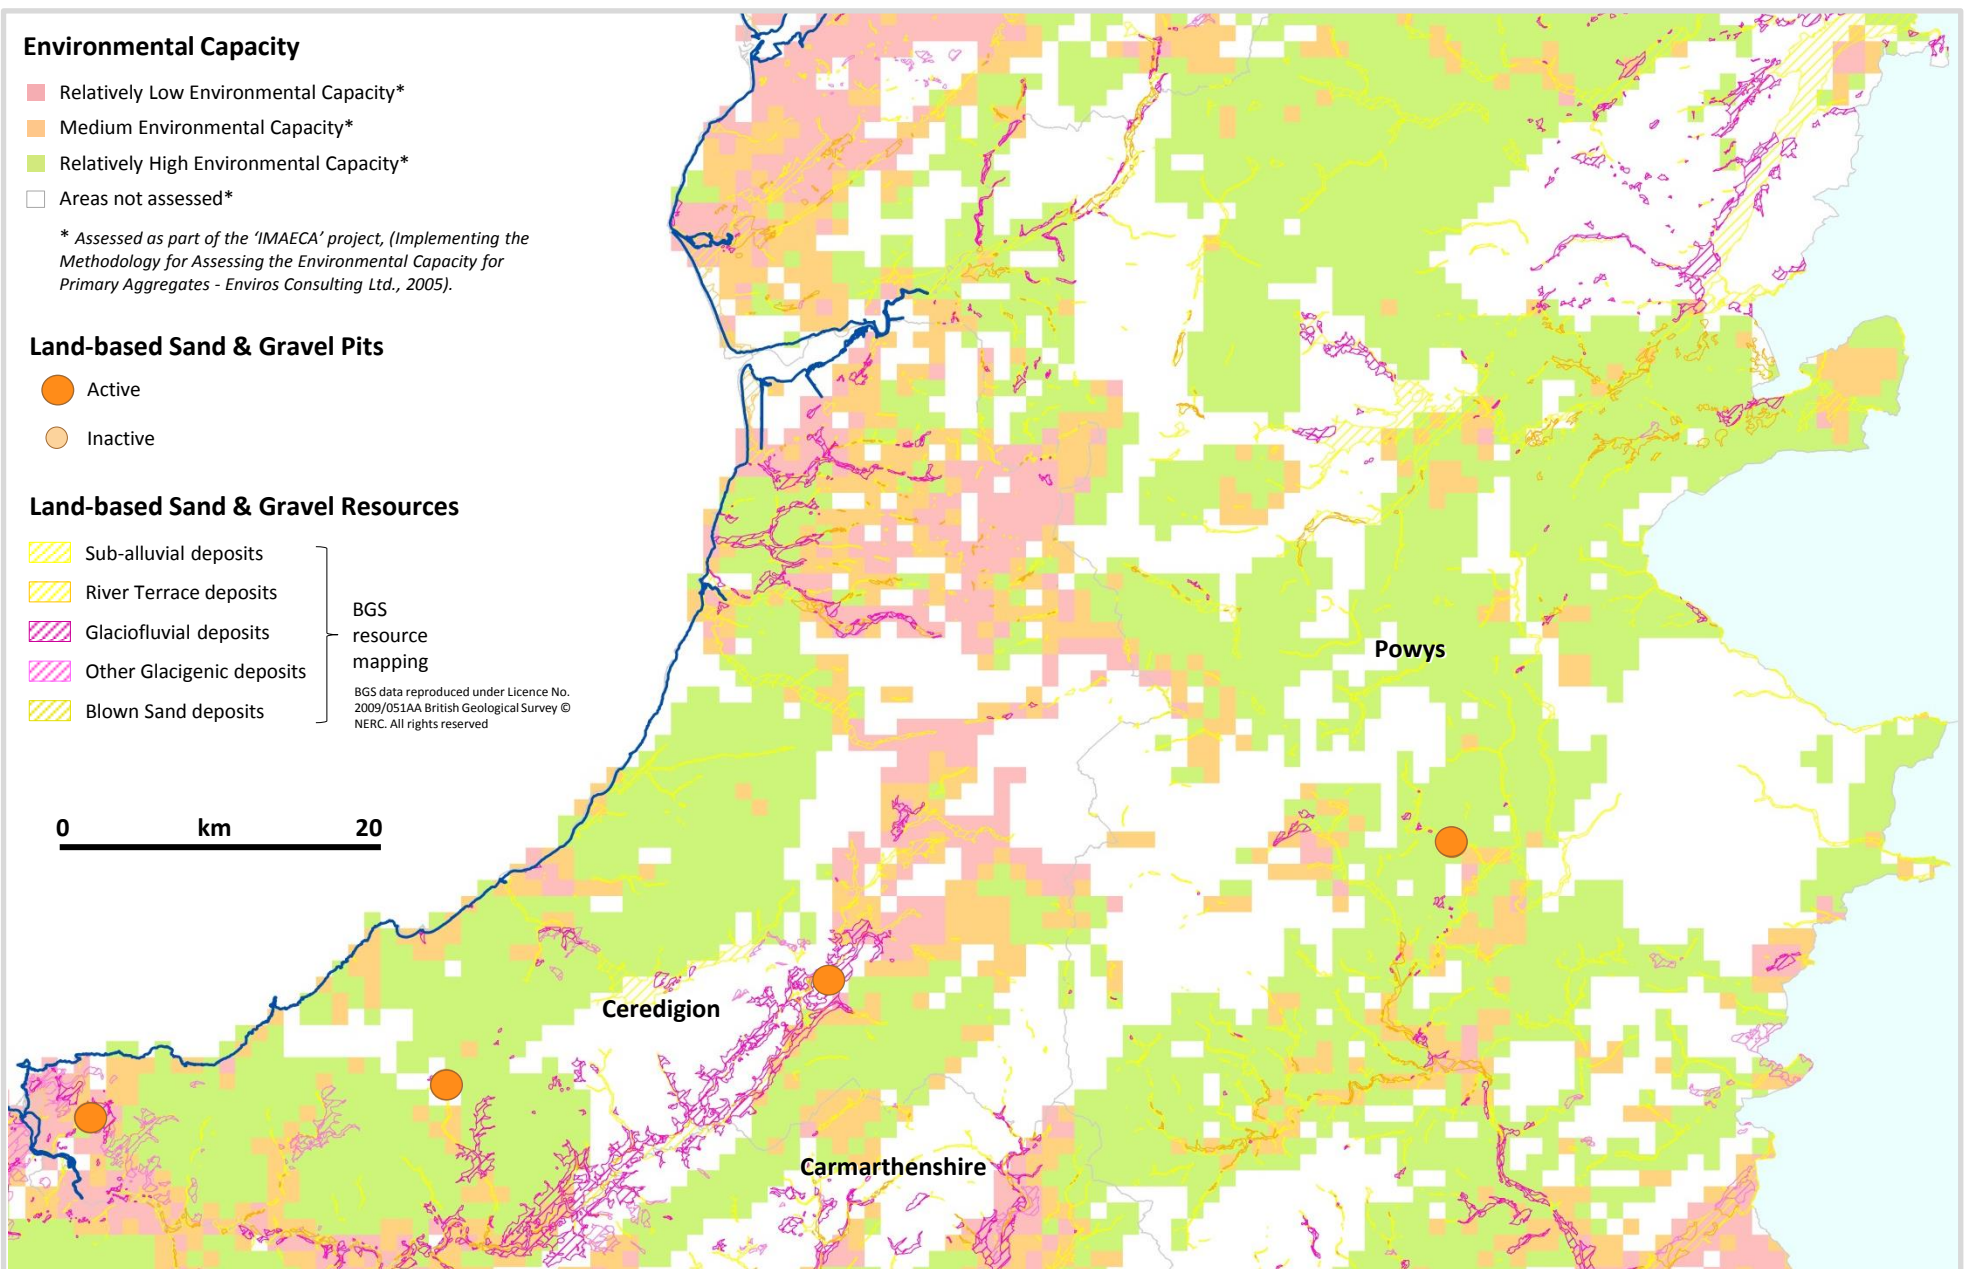 Environmental Capacity
Relatively Low Environmental Capacity*
Medium Environmental Capacity*
Relatively High Environmental Capacity*
Areas not assessed*
* Assessed as part of the ‘IMAECA’ project, (Implementing the
Methodology for Assessing the Environmental Capacity for
Primary Aggregates - Enviros Consulting Ltd., 2005).
Land-based Sand & Gravel Pits
Active
Inactive
Land-based Sand & Gravel Resources
Sub-alluvial deposits
River Terrace deposits
Glaciofluvial deposits
Other Glacigenic deposits
Blown Sand deposits
BGS
resource
mapping
BGS data reproduced under Licence No.
2009/051AA British Geological Survey ©
NERC. All rights reserved
0 km 20
Powys
Ceredigion
Carmarthenshire